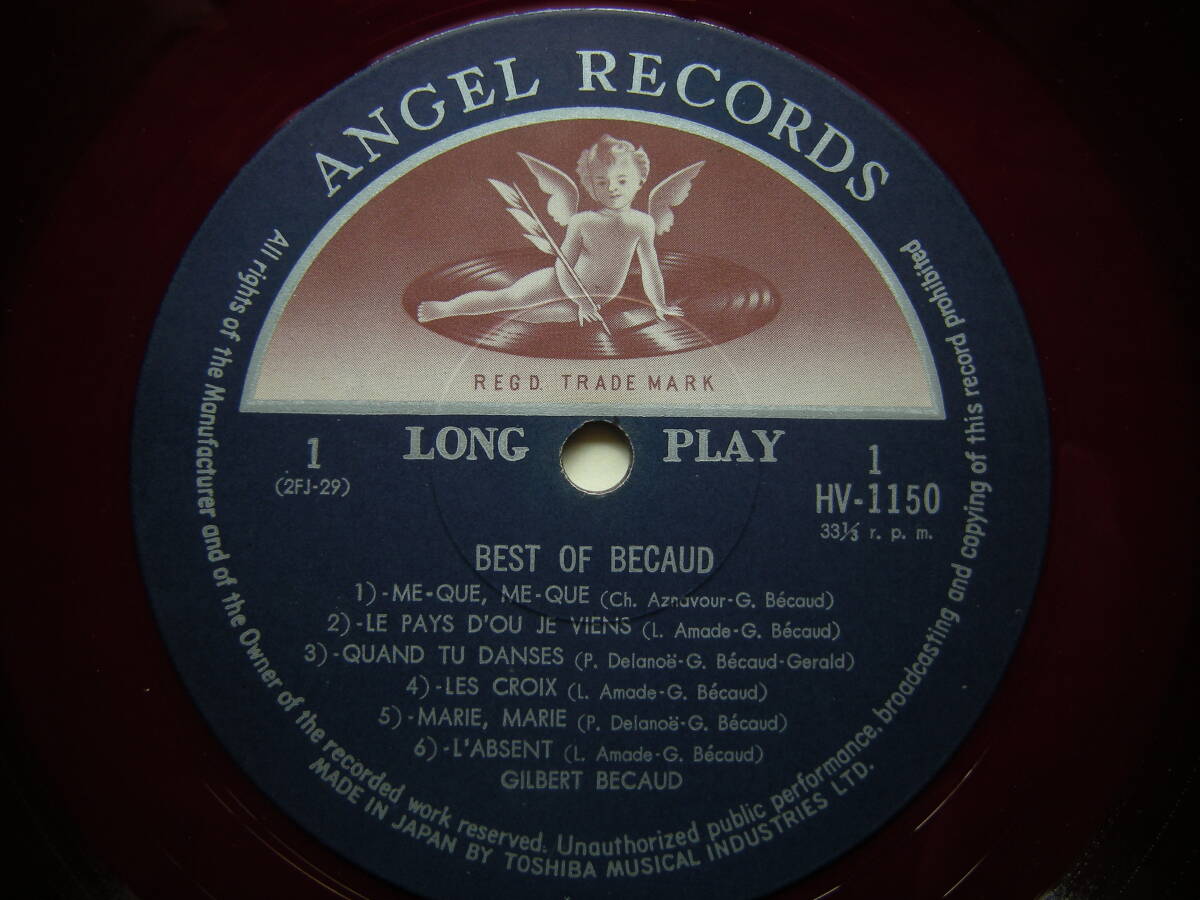 ANGEL RECORDS
REGD. TRADE MARK
LONG PLAY
1
(2FJ-29)
1
HV-1150
33⅓ r. p. m.
BEST OF BECAUD
1)-ME-QUE, ME-QUE (Ch. Aznavour-G. Bécaud)
2)-LE PAYS D'OU JE VIENS (L. Amade-G. Bécaud)
3)-QUAND TU DANSES (P. Delanoë-G. Bécaud-Gerald)
4)-LES CROIX (L. Amade-G. Bécaud)
5)-MARIE, MARIE (P. Delanoë-G. Bécaud)
6)-L'ABSENT (L. Amade-G. Bécaud)
GILBERT BECAUD
All rights of the Manufacturer and of the Owner of the recorded work reserved. Unauthorized public performance, broadcasting and copying of this record prohibited
MADE IN JAPAN BY TOSHIBA MUSICAL INDUSTRIES LTD.